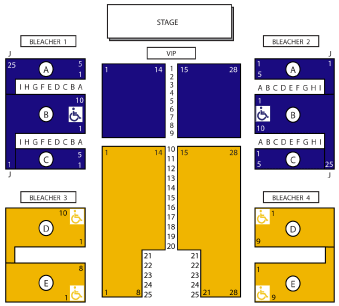 STAGE
BLEACHER 1
VIP
BLEACHER 2
J
J
25
A
5
1
1
14
15
28
1
A
1
5
I H G F E D C B A
A B C D E F G H I
10
B
1
1
B
10
1
2
3
4
5
6
7
8
9
I H G F E D C B A
A B C D E F G H I
5
C
1
1
1
C
5
25
J
J
1
14
15
28
10
11
12
13
14
15
16
17
18
19
20
BLEACHER 3
BLEACHER 4
10
D
1
1
D
9
21
22
23
24
25
21
22
23
24
25
8
E
1
1
E
9
1
8
21
28